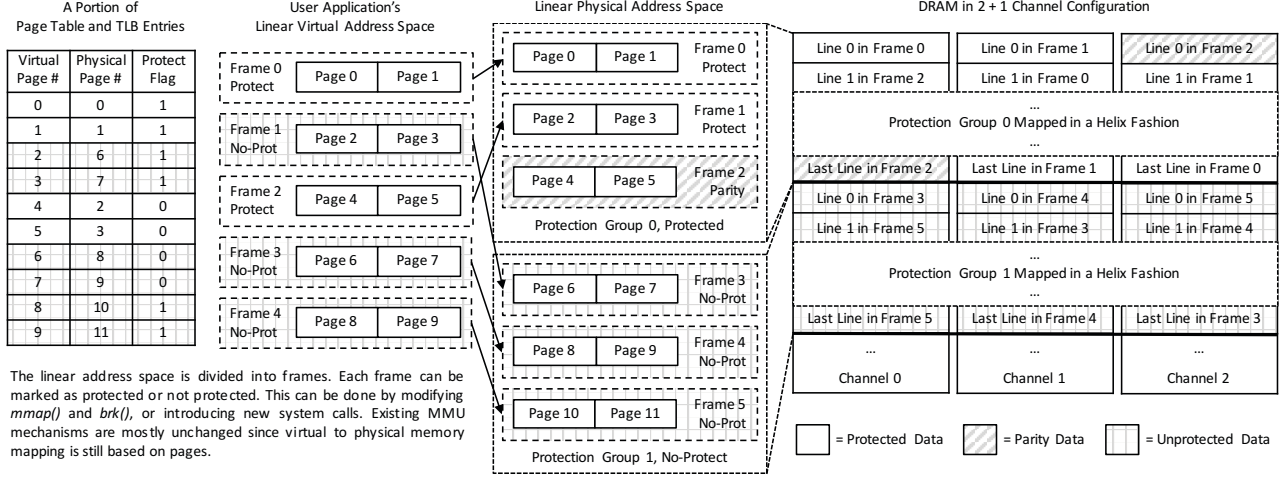 A Portion of
Page Table and TLB Entries
Virtual Page # Physical Page # Protect Flag
0 0 1
1 1 1
2 6 1
3 7 1
4 2 0
5 3 0
6 8 0
7 9 0
8 10 1
9 11 1
The linear address space is divided into frames. Each frame can be
marked as protected or not protected. This can be done by modifying
mmap() and brk(), or introducing new system calls. Existing MMU
mechanisms are mostly unchanged since virtual to physical memory
mapping is still based on pages.
User Application's
Linear Virtual Address Space
Frame 0
Protect
Page 0 Page 1
Frame 1
No-Prot
Page 2 Page 3
Frame 2
Protect
Page 4 Page 5
Frame 3
No-Prot
Page 6 Page 7
Frame 4
No-Prot
Page 8 Page 9
Linear Physical Address Space
Page 0 Page 1
Frame 0
Protect
Page 2 Page 3
Frame 1
Protect
Page 4 Page 5
Frame 2
Parity
Protection Group 0, Protected
Page 6 Page 7
Frame 3
No-Prot
Page 8 Page 9
Frame 4
No-Prot
Page 10 Page 11
Frame 5
No-Prot
Protection Group 1, No-Protect
DRAM in 2 + 1 Channel Configuration
Line 0 in Frame 0 Line 0 in Frame 1 Line 0 in Frame 2
Line 1 in Frame 2 Line 1 in Frame 0 Line 1 in Frame 1
...
Protection Group 0 Mapped in a Helix Fashion
...
Last Line in Frame 2 Last Line in Frame 1 Last Line in Frame 0
Line 0 in Frame 3 Line 0 in Frame 4 Line 0 in Frame 5
Line 1 in Frame 5 Line 1 in Frame 3 Line 1 in Frame 4
...
Protection Group 1 Mapped in a Helix Fashion
...
Last Line in Frame 5 Last Line in Frame 4 Last Line in Frame 3
... ... ...
Channel 0 Channel 1 Channel 2
= Protected Data = Parity Data = Unprotected Data